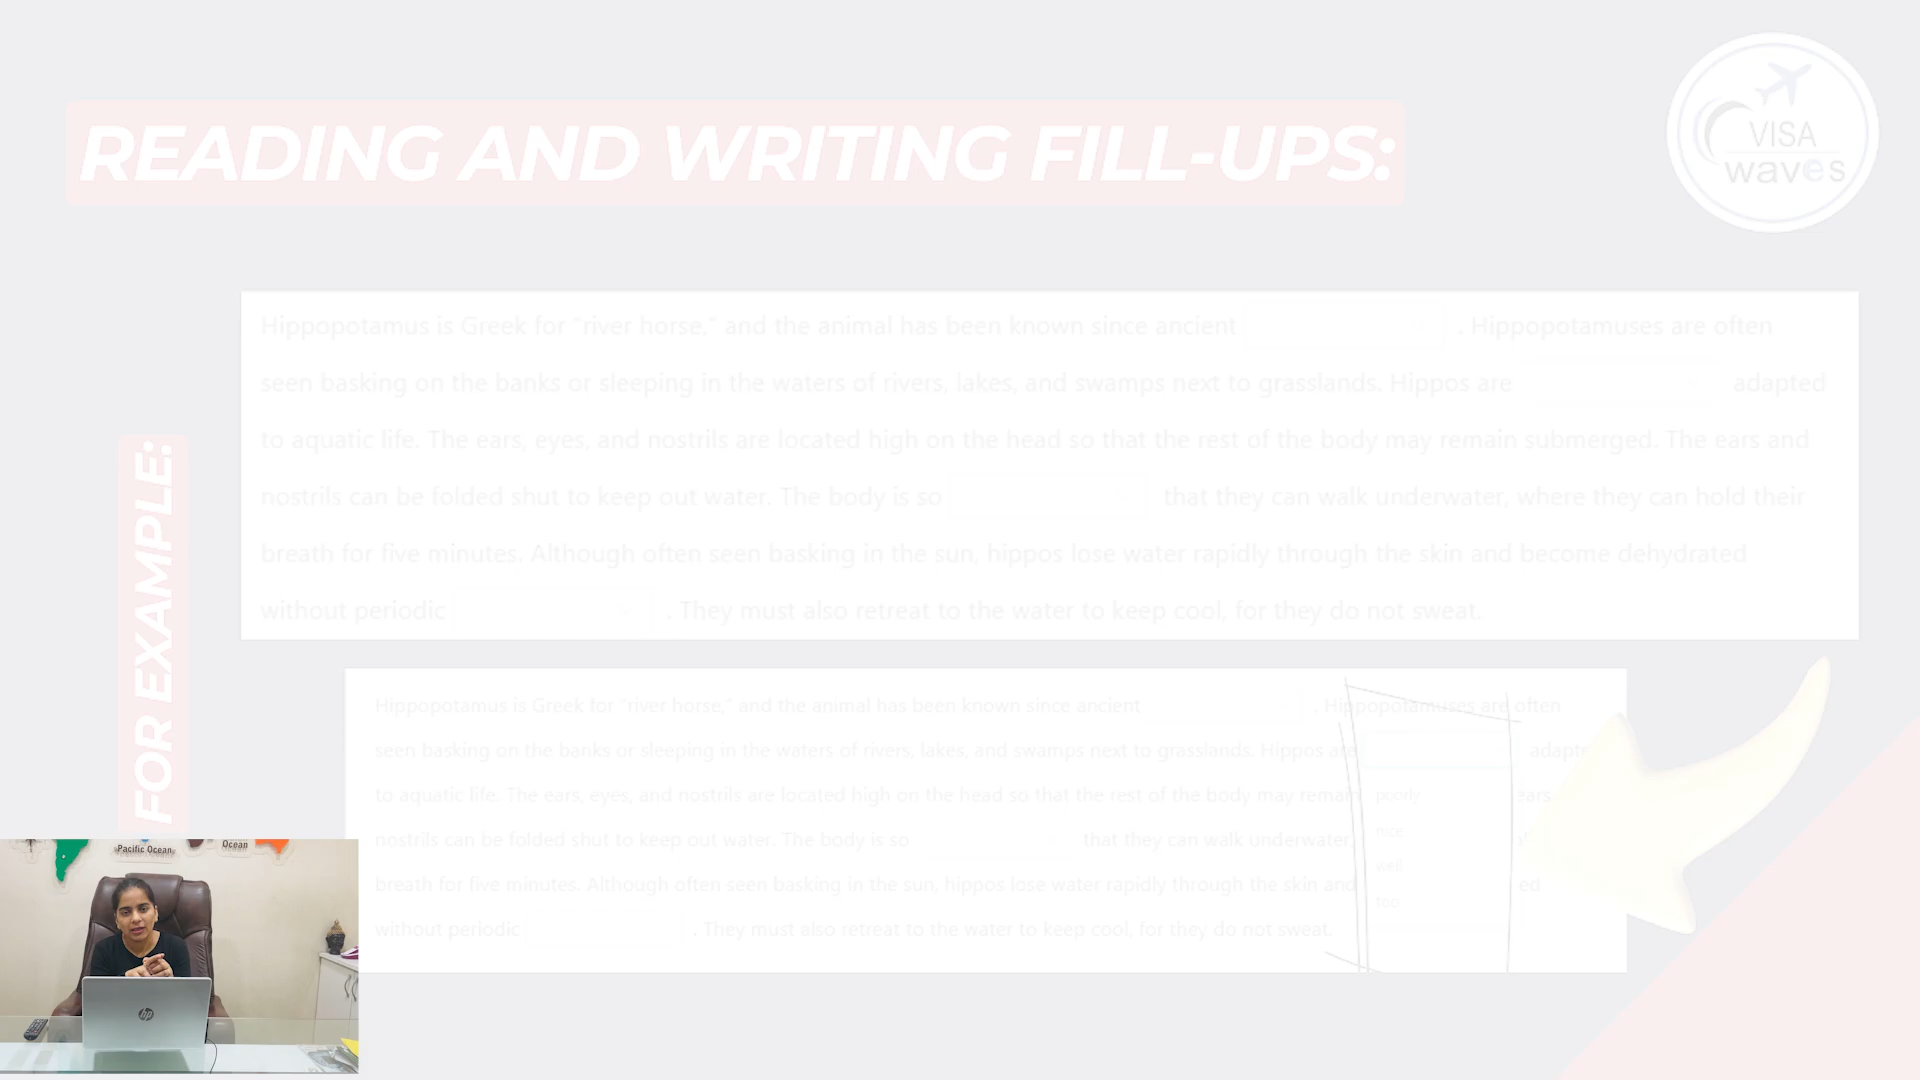 READING AND WRITING FILL-UPS:
VISA
waves
FOR EXAMPLE:
Hippopotamus is Greek for "river horse," and the animal has been known since ancient . Hippopotamuses are often
seen basking on the banks or sleeping in the waters of rivers, lakes, and swamps next to grasslands. Hippos are adapted
to aquatic life. The ears, eyes, and nostrils are located high on the head so that the rest of the body may remain submerged. The ears and
nostrils can be folded shut to keep out water. The body is so that they can walk underwater, where they can hold their
breath for five minutes. Although often seen basking in the sun, hippos lose water rapidly through the skin and become dehydrated
without periodic . They must also retreat to the water to keep cool, for they do not sweat.
Hippopotamus is Greek for "river horse," and the animal has been known since ancient . Hippopotamuses are often
seen basking on the banks or sleeping in the waters of rivers, lakes, and swamps next to grasslands. Hippos are
to aquatic life. The ears, eyes, and nostrils are located high on the head so that the rest of the body may remain ears
nostrils can be folded shut to keep out water. The body is so that they can walk underwater,
breath for five minutes. Although often seen basking in the sun, hippos lose water rapidly through the skin and ed
without periodic . They must also retreat to the water to keep cool, for they do not sweat.
poorly
nice
well
too
Pacific Ocean
Ocean
hp